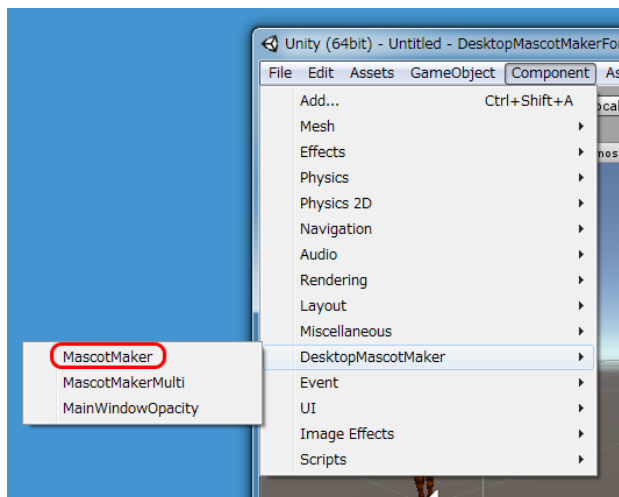 Unity (64bit) - Untitled - DesktopMascotMakerFo
File Edit Assets GameObject Component As
Add... Ctrl+Shift+A
Mesh
Effects
Physics
Physics 2D
Navigation
Audio
Rendering
Layout
Miscellaneous
DesktopMascotMaker
Event
UI
Image Effects
Scripts
MascotMaker
MascotMakerMulti
MainWindowOpacity